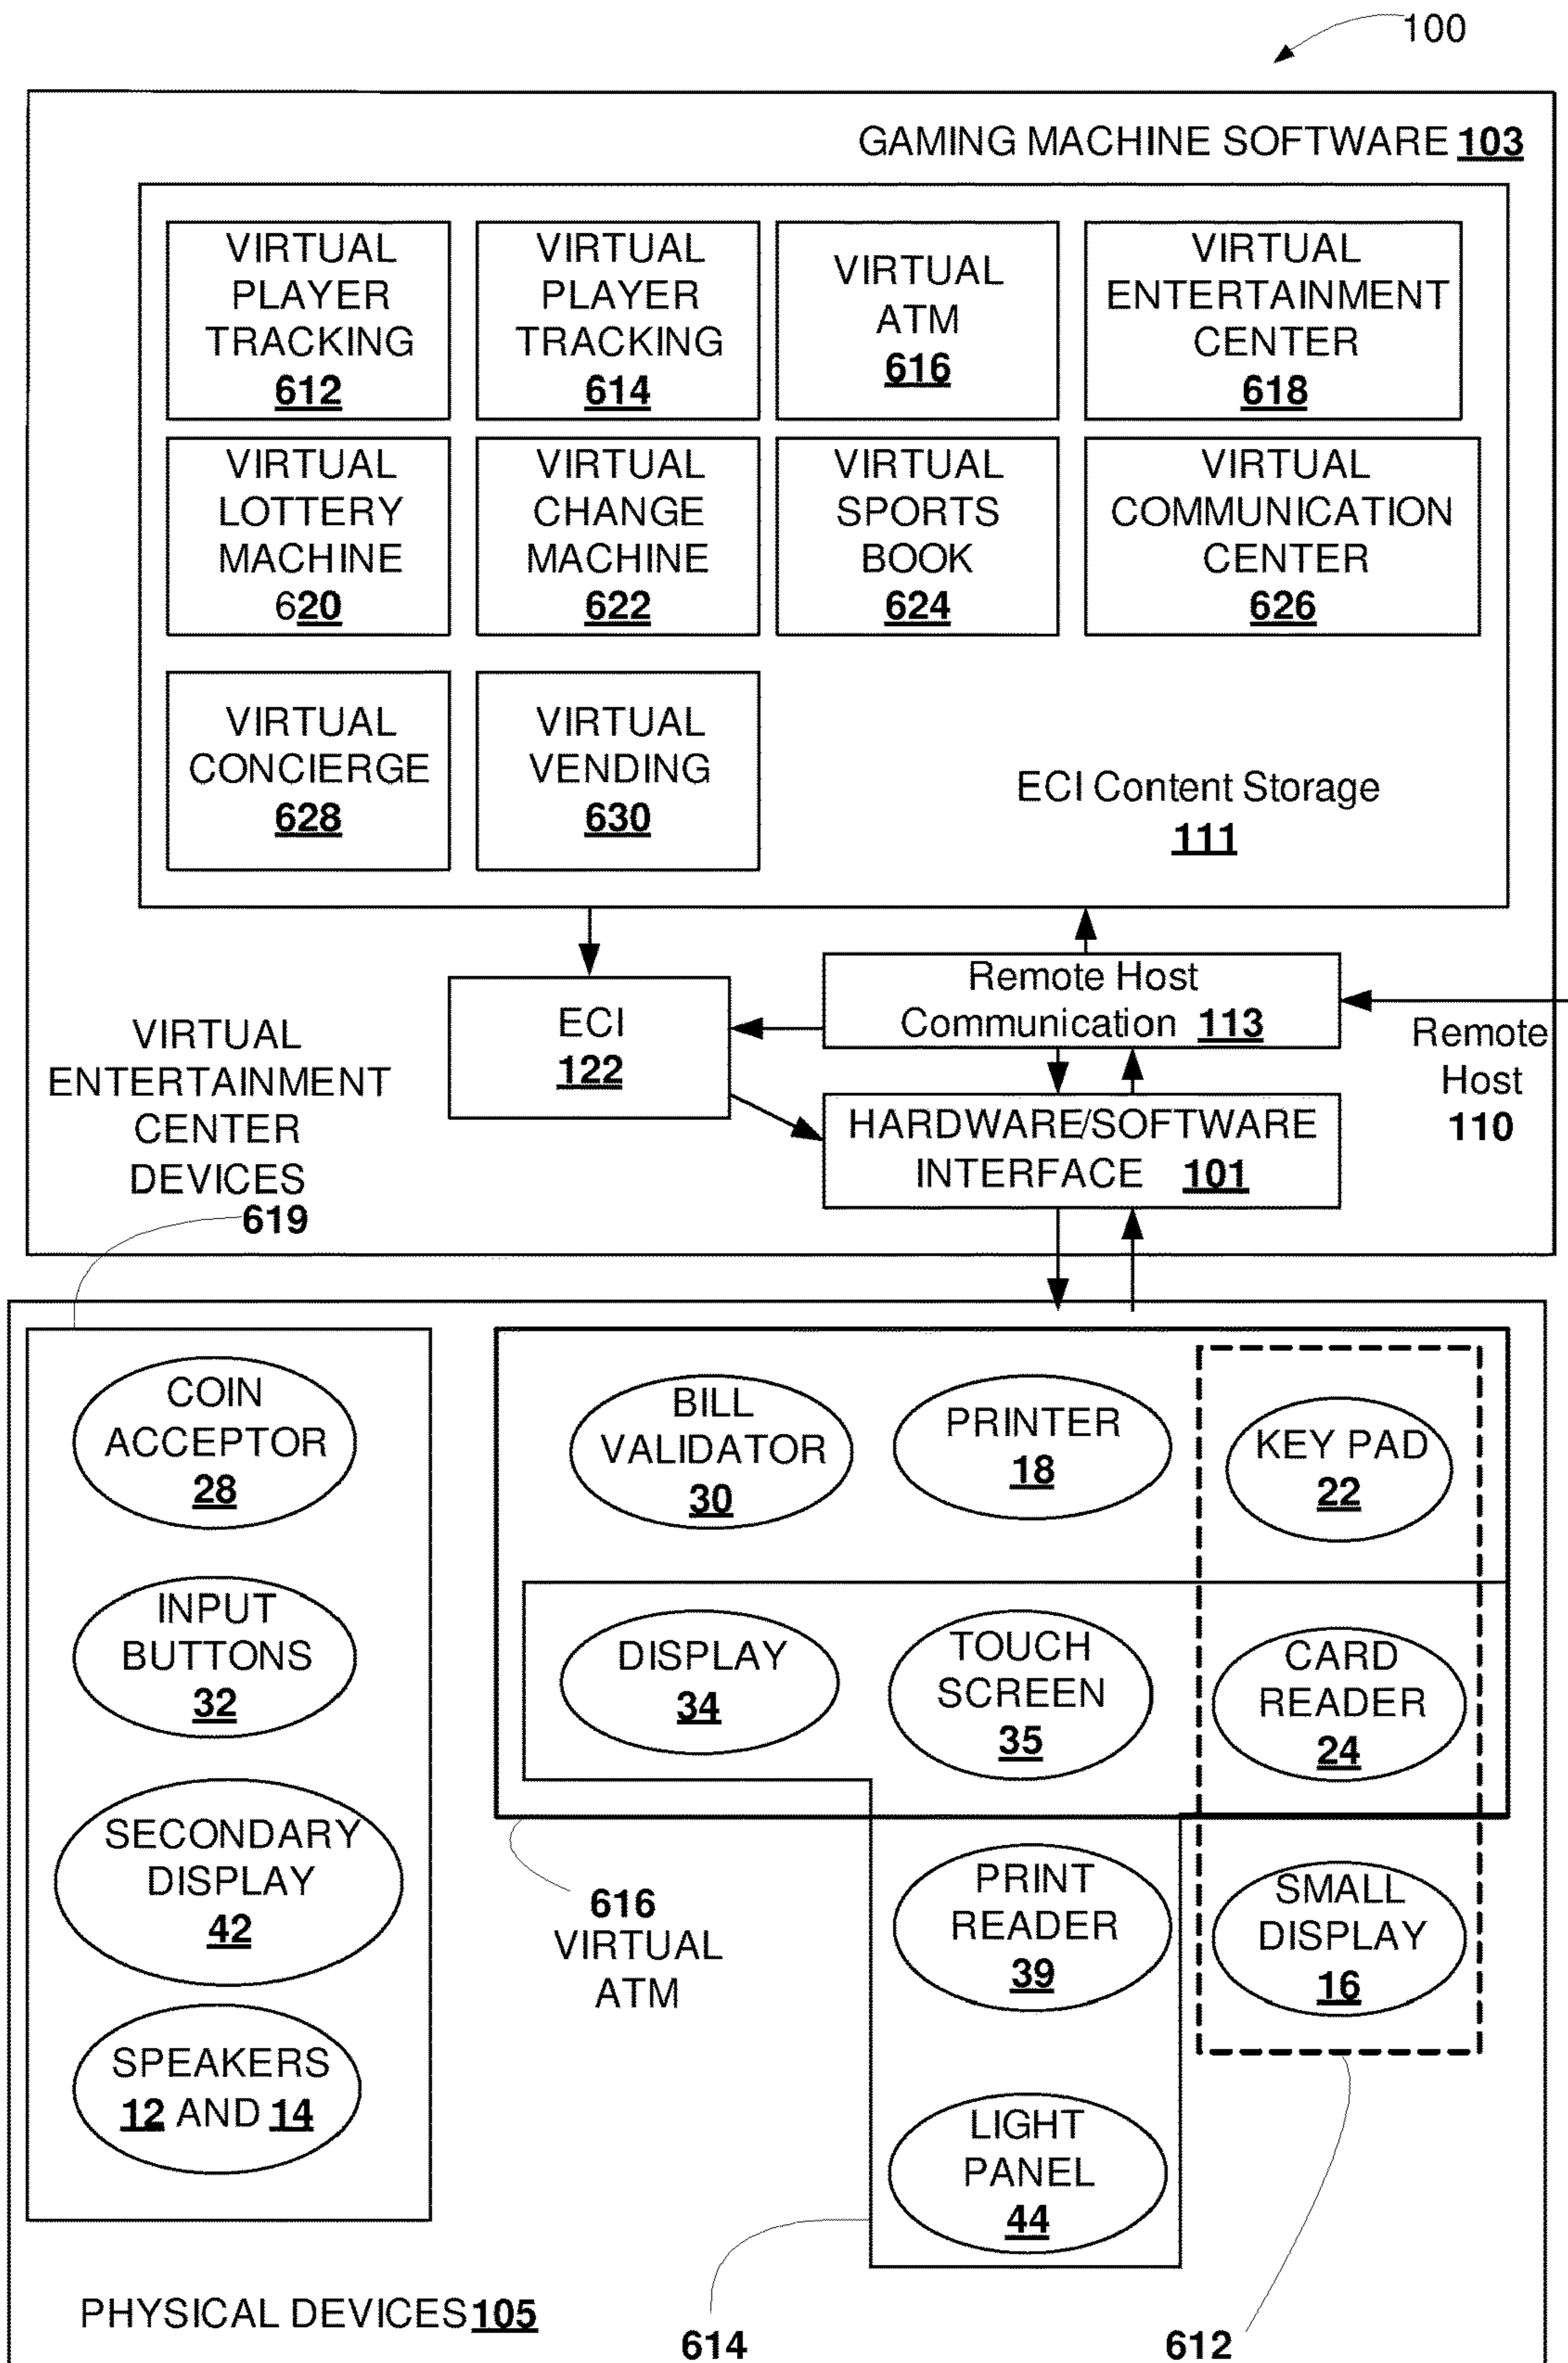 100
GAMING MACHINE SOFTWARE 103
VIRTUAL
PLAYER
TRACKING
612
VIRTUAL
PLAYER
TRACKING
614
VIRTUAL
ATM
616
VIRTUAL
ENTERTAINMENT
CENTER
618
VIRTUAL
LOTTERY
MACHINE
620
VIRTUAL
CHANGE
MACHINE
622
VIRTUAL
SPORTS
BOOK
624
VIRTUAL
COMMUNICATION
CENTER
626
VIRTUAL
CONCIERGE
628
VIRTUAL
VENDING
630
ECI Content Storage
111
ECI
122
Remote Host
Communication 113
Remote
Host
110
HARDWARE/SOFTWARE
INTERFACE 101
VIRTUAL
ENTERTAINMENT
CENTER
DEVICES
619
COIN
ACCEPTOR
28
INPUT
BUTTONS
32
SECONDARY
DISPLAY
42
SPEAKERS
12 AND 14
BILL
VALIDATOR
30
PRINTER
18
KEY PAD
22
DISPLAY
34
TOUCH
SCREEN
35
CARD
READER
24
616
VIRTUAL
ATM
PRINT
READER
39
SMALL
DISPLAY
16
LIGHT
PANEL
44
PHYSICAL DEVICES 105
614
612